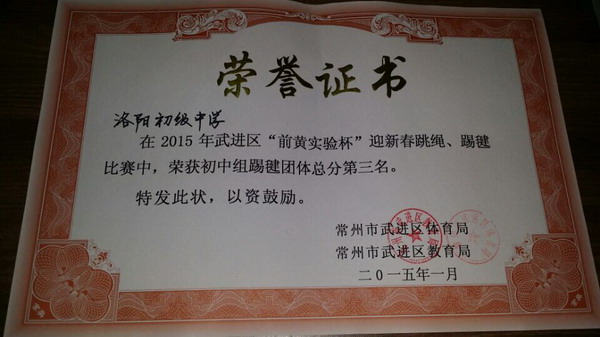 荣誉证书
洛阳初级中学
在 2015 年武进区“前黄实验杯”迎新春跳绳、踢毽
比赛中，荣获初中组踢毽团体总分第三名。
特发此状，以资鼓励。
常州市武进区体育局
常州市武进区教育局
二0一五年一月